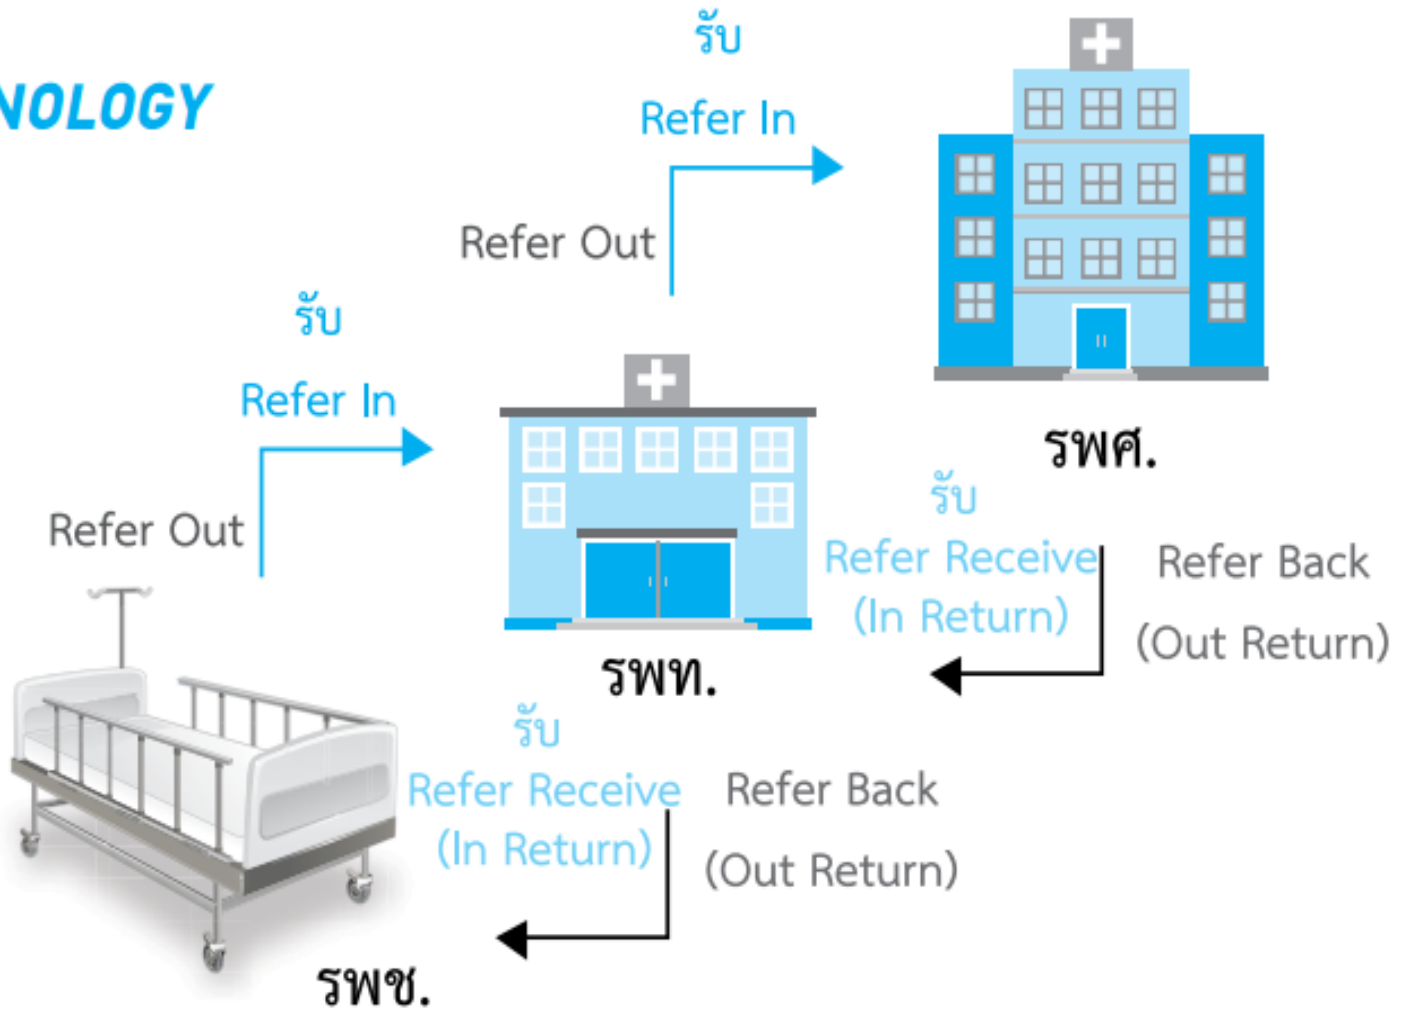 รับ
NOLOGY
Refer In
Refer Out
รับ
Refer In
รพศ.
รับ
Refer Out
Refer Receive
(In Return)
Refer Back
(Out Return)
รพท.
รับ
Refer Receive
(In Return)
Refer Back
(Out Return)
รพช.